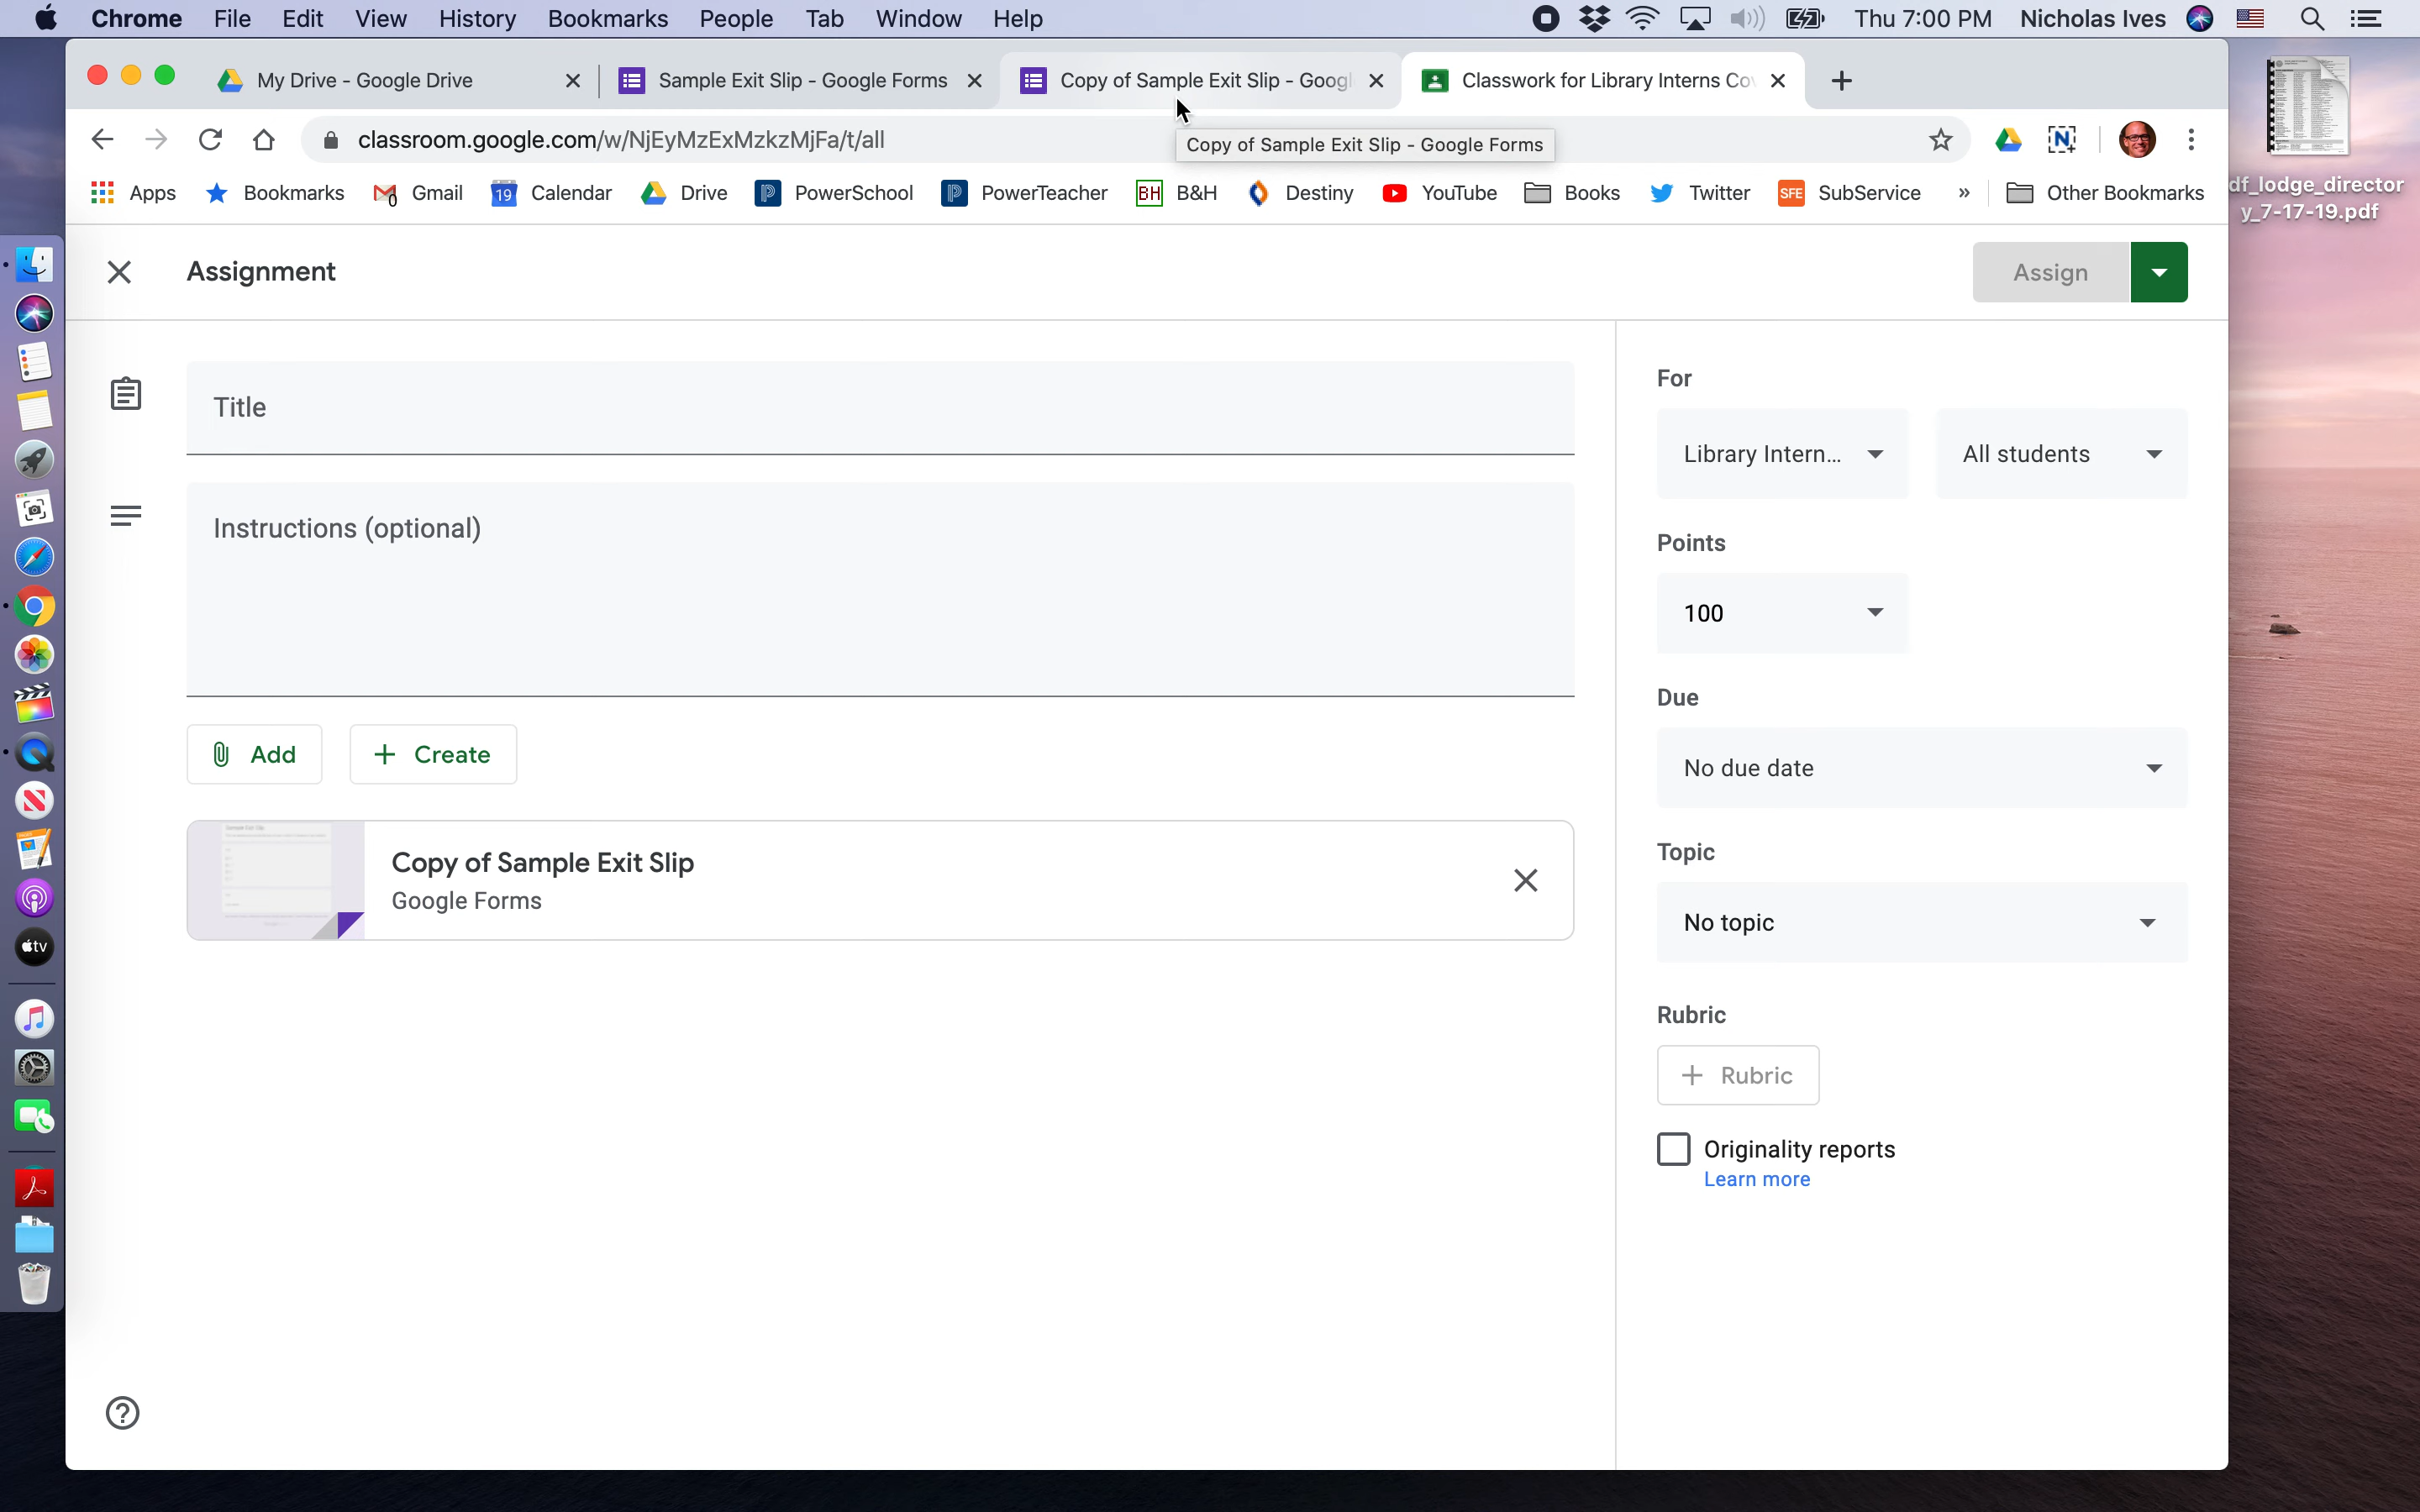 Chrome File Edit View History Bookmarks People Tab Window Help Thu 7:00 PM Nicholas Ives
My Drive - Google Drive Sample Exit Slip - Google Forms Copy of Sample Exit Slip - Googl Classwork for Library Interns Cov
classroom.google.com/w/NjEyMzExMzkzMjFa/t/all
Copy of Sample Exit Slip - Google Forms
Apps Bookmarks Gmail 19 Calendar Drive PowerSchool PowerTeacher BH B&H Destiny YouTube Books Twitter SFE SubService » Other Bookmarks
df_lodge_director
y_7-17-19.pdf
Assignment Assign
Title
Instructions (optional)
Add + Create
Copy of Sample Exit Slip
Google Forms
For
Library Intern... All students
Points
100
Due
No due date
Topic
No topic
Rubric
+ Rubric
Originality reports
Learn more
tv